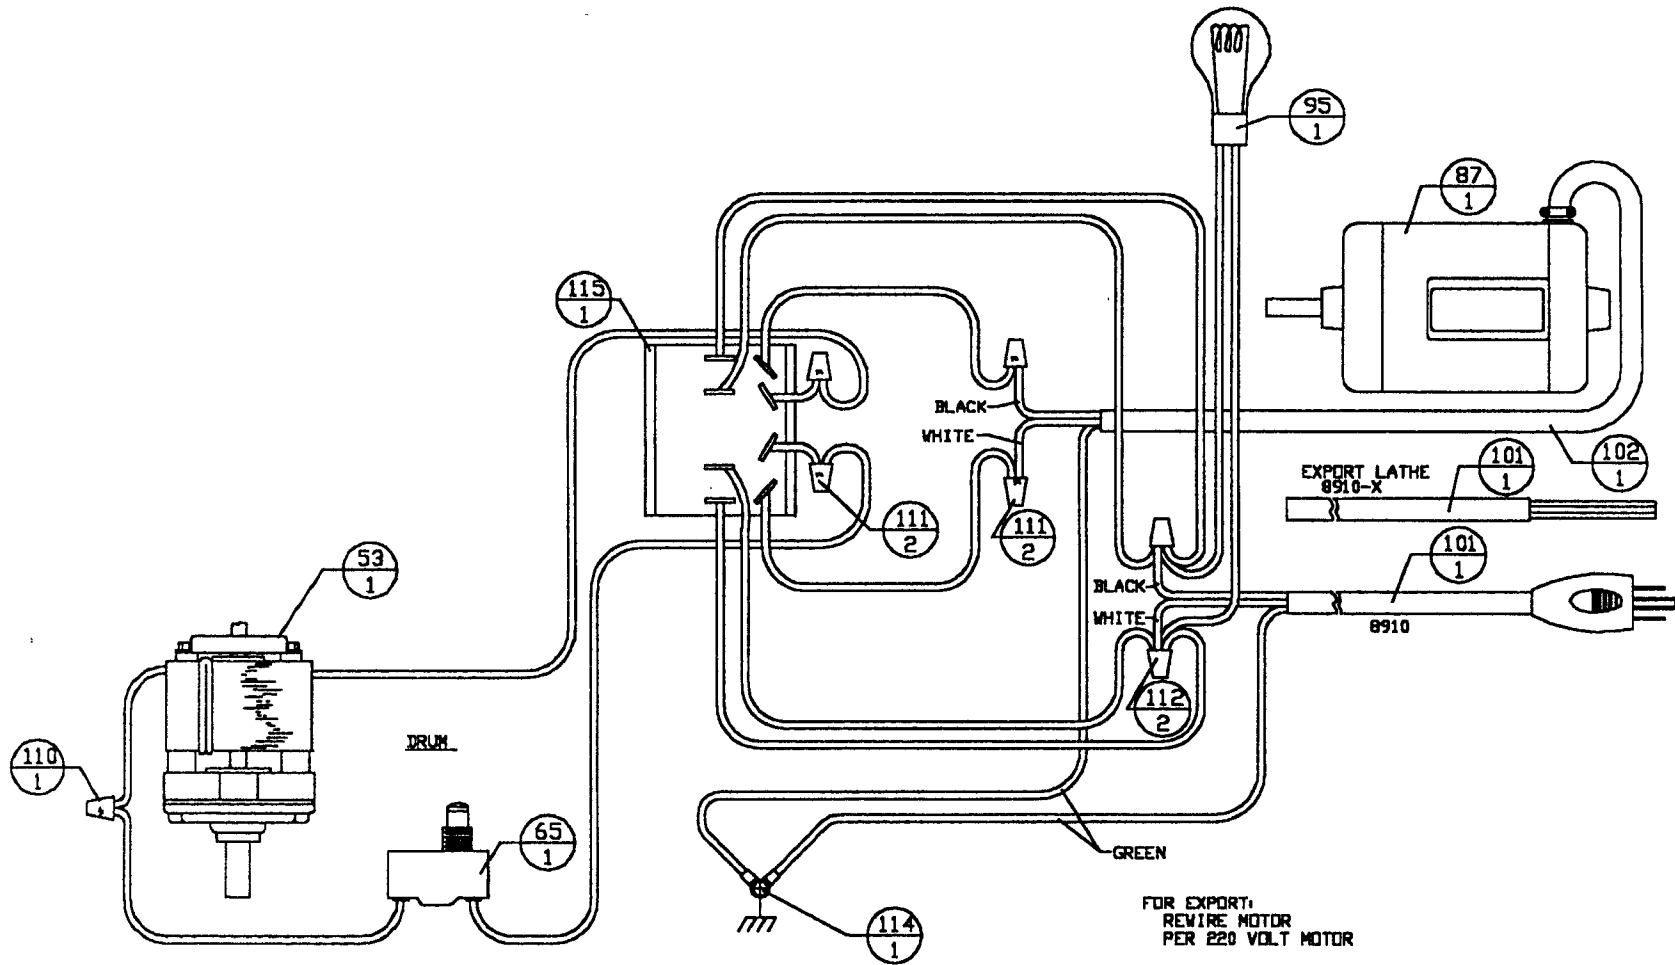 95
1
87
1
115
1
BLACK
WHITE
102
1
EXPORT LATHE
8910-X
101
1
111
2
111
2
101
1
53
1
BLACK
WHITE
8910
112
2
DRUM
110
1
65
1
GREEN
114
1
FOR EXPORT:
REWIRE MOTOR
PER 220 VOLT MOTOR